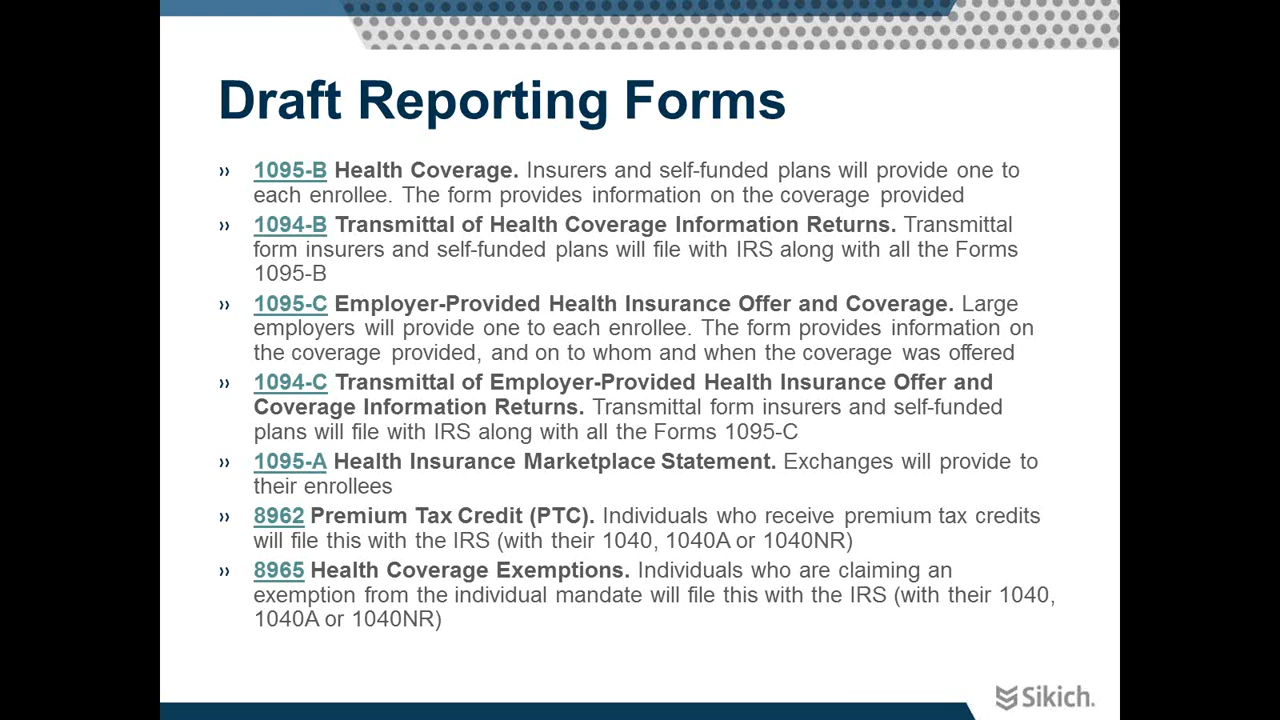 Draft Reporting Forms
›› 1095-B Health Coverage. Insurers and self-funded plans will provide one to
each enrollee. The form provides information on the coverage provided
›› 1094-B Transmittal of Health Coverage Information Returns. Transmittal
form insurers and self-funded plans will file with IRS along with all the Forms
1095-B
›› 1095-C Employer-Provided Health Insurance Offer and Coverage. Large
employers will provide one to each enrollee. The form provides information on
the coverage provided, and on to whom and when the coverage was offered
›› 1094-C Transmittal of Employer-Provided Health Insurance Offer and
Coverage Information Returns. Transmittal form insurers and self-funded
plans will file with IRS along with all the Forms 1095-C
›› 1095-A Health Insurance Marketplace Statement. Exchanges will provide to
their enrollees
›› 8962 Premium Tax Credit (PTC). Individuals who receive premium tax credits
will file this with the IRS (with their 1040, 1040A or 1040NR)
›› 8965 Health Coverage Exemptions. Individuals who are claiming an
exemption from the individual mandate will file this with the IRS (with their 1040,
1040A or 1040NR)
Sikich.